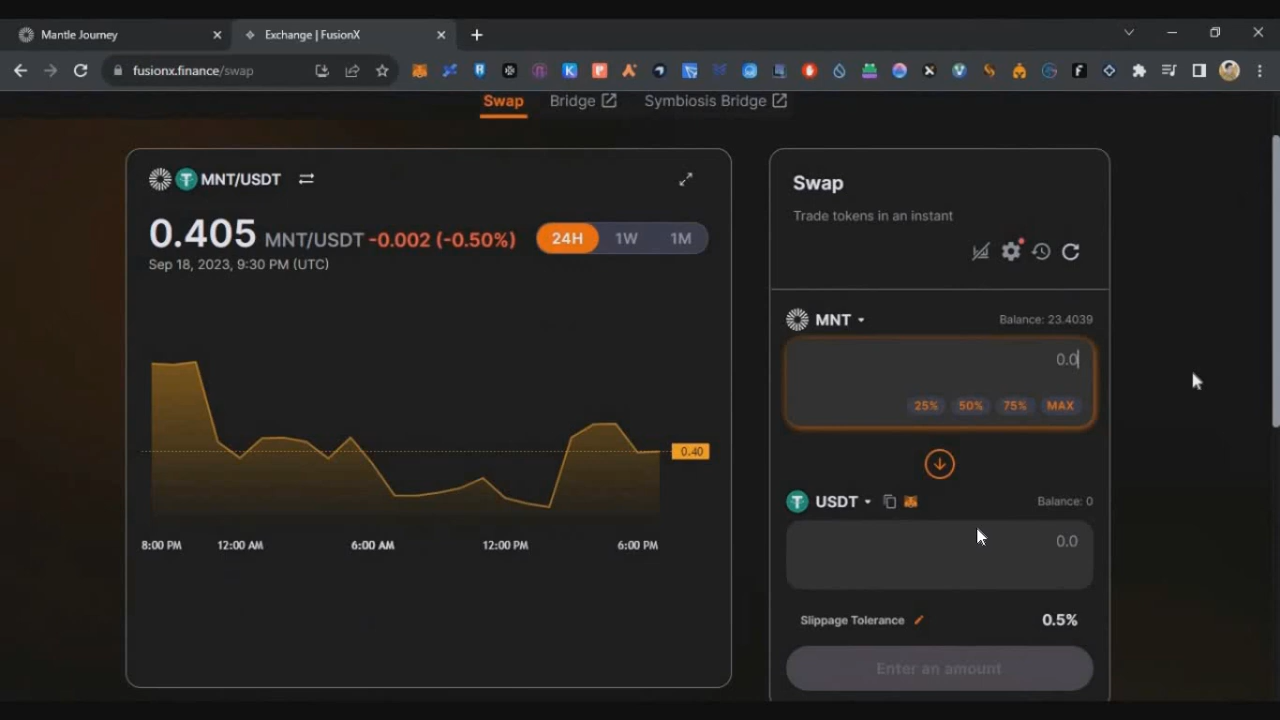 Mantle Journey
Exchange | FusionX
fusionx.finance/swap
Swap
Bridge
Symbiosis Bridge
MNT/USDT
0.405 MNT/USDT -0.002 (-0.50%)
24H 1W 1M
Sep 18, 2023, 9:30 PM (UTC)
0.40
8:00 PM 12:00 AM 6:00 AM 12:00 PM 6:00 PM
Swap
Trade tokens in an instant
MNT
Balance: 23.4039
0.0
25% 50% 75% MAX
USDT
Balance: 0
0.0
Slippage Tolerance
0.5%
Enter an amount